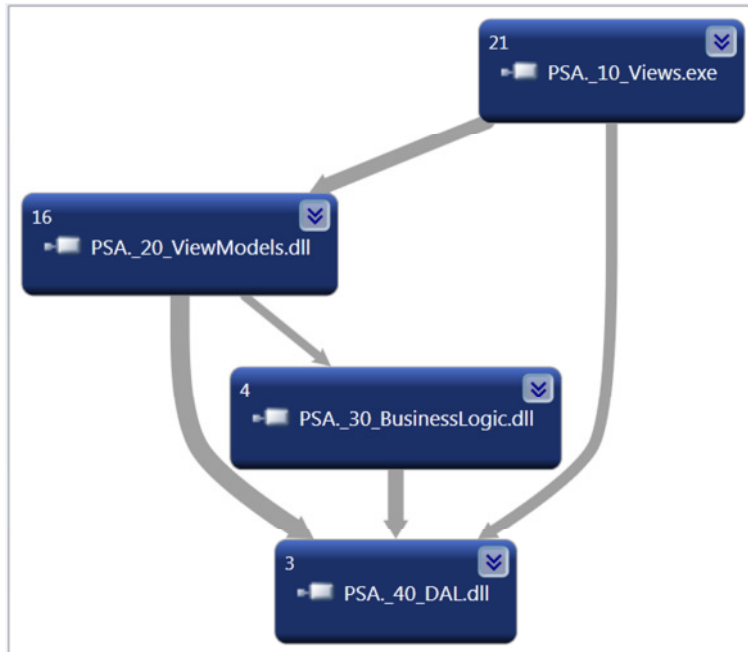 21
PSA._10_Views.exe
16
PSA._20_ViewModels.dll
4
PSA._30_BusinessLogic.dll
3
PSA._40_DAL.dll